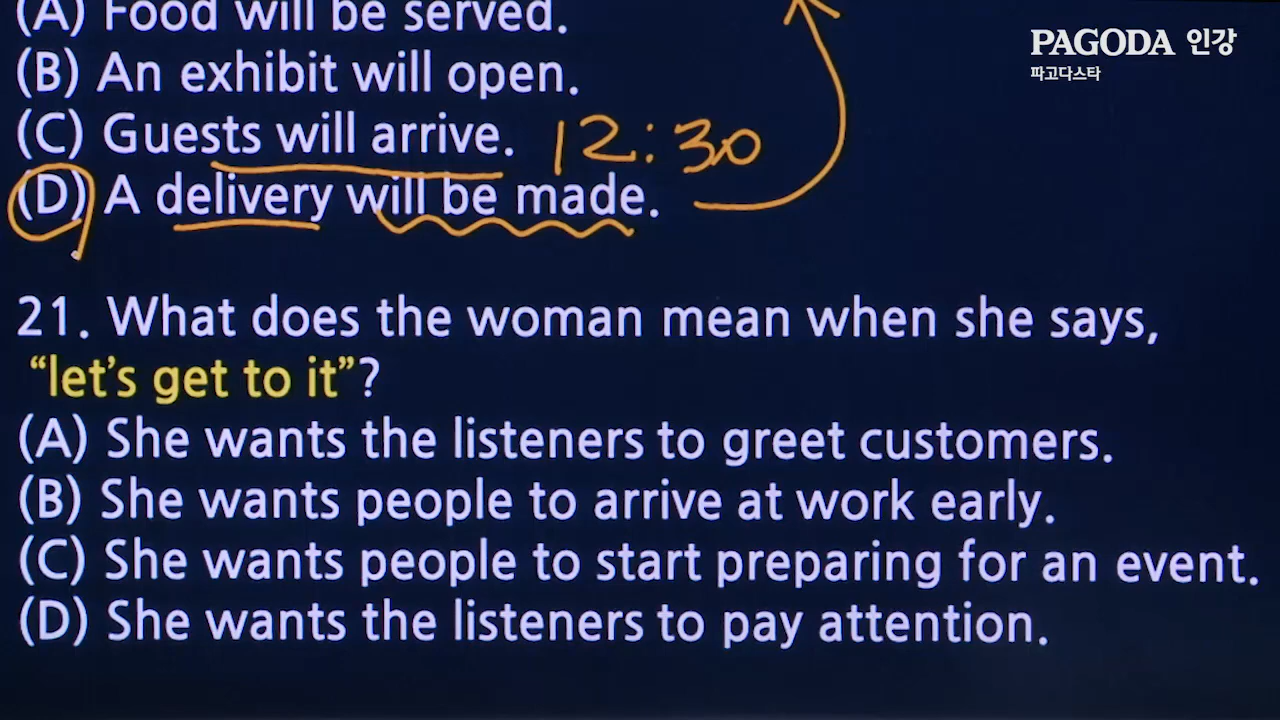 (A) Food will be served.
PAGODA 인강
파고다스타
(B) An exhibit will open.
(C) Guests will arrive. 12:30
(D) A delivery will be made.
21. What does the woman mean when she says,
“let's get to it”?
(A) She wants the listeners to greet customers.
(B) She wants people to arrive at work early.
(C) She wants people to start preparing for an event.
(D) She wants the listeners to pay attention.